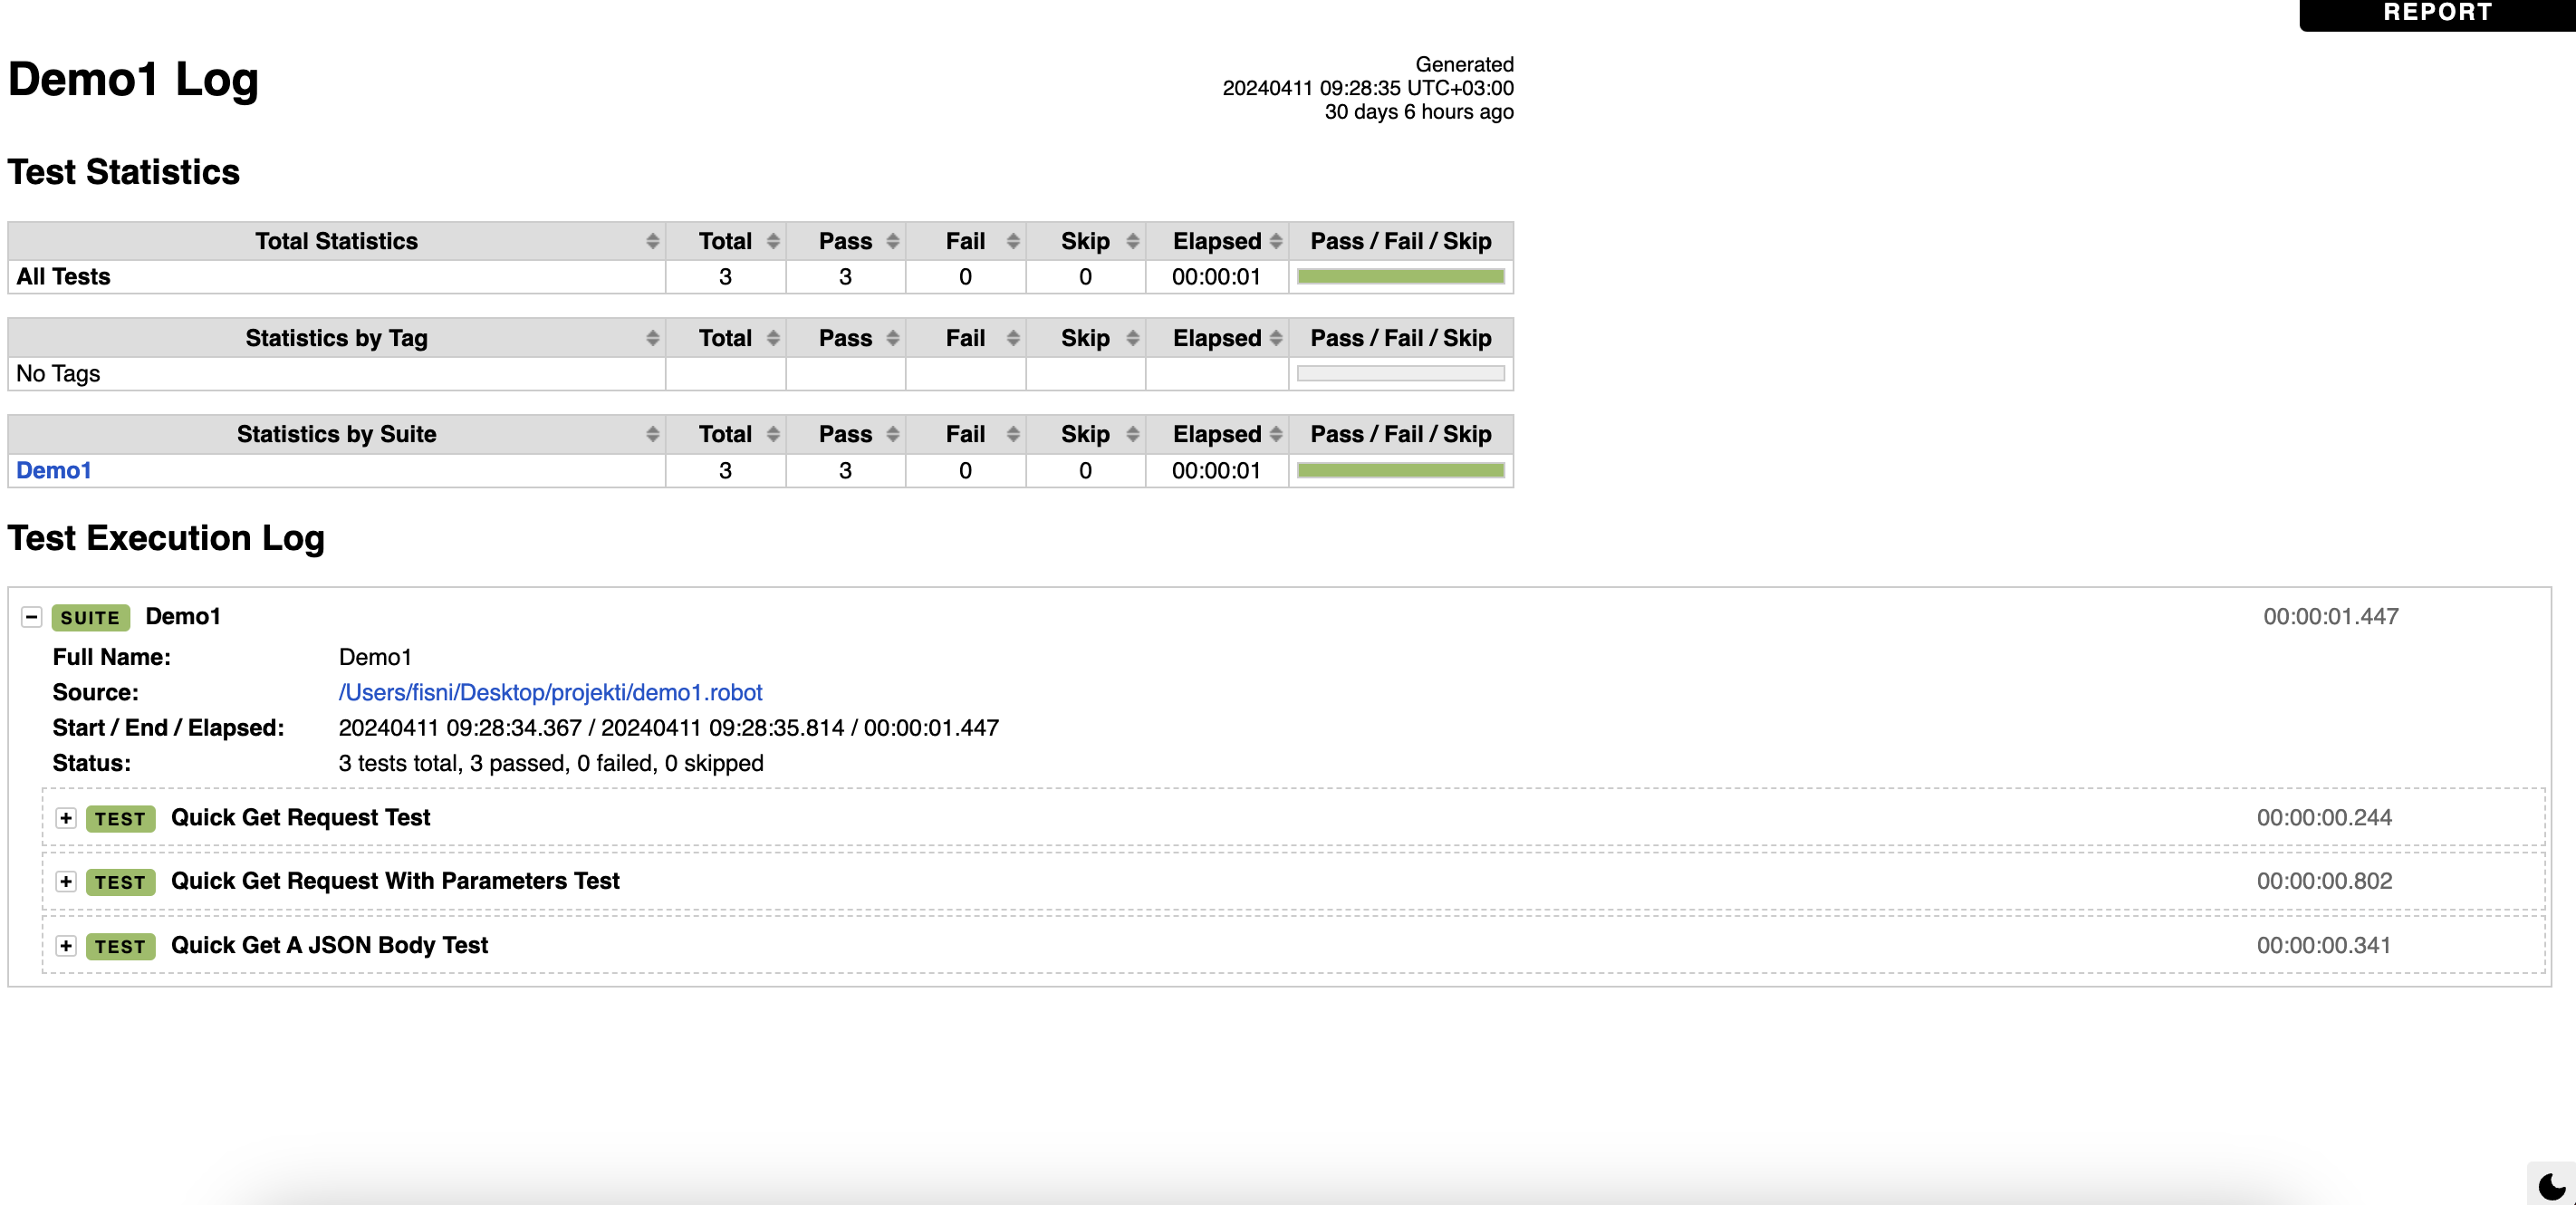 REPORT
Demo1 Log
Generated
20240411 09:28:35 UTC+03:00
30 days 6 hours ago
Test Statistics
Total Statistics Total Pass Fail Skip Elapsed Pass / Fail / Skip
All Tests 3 3 0 0 00:00:01
Statistics by Tag Total Pass Fail Skip Elapsed Pass / Fail / Skip
No Tags
Statistics by Suite Total Pass Fail Skip Elapsed Pass / Fail / Skip
Demo1 3 3 0 0 00:00:01
Test Execution Log
SUITE Demo1 00:00:01.447
Full Name: Demo1
Source: /Users/fisni/Desktop/projekti/demo1.robot
Start / End / Elapsed: 20240411 09:28:34.367 / 20240411 09:28:35.814 / 00:00:01.447
Status: 3 tests total, 3 passed, 0 failed, 0 skipped
TEST Quick Get Request Test 00:00:00.244
TEST Quick Get Request With Parameters Test 00:00:00.802
TEST Quick Get A JSON Body Test 00:00:00.341